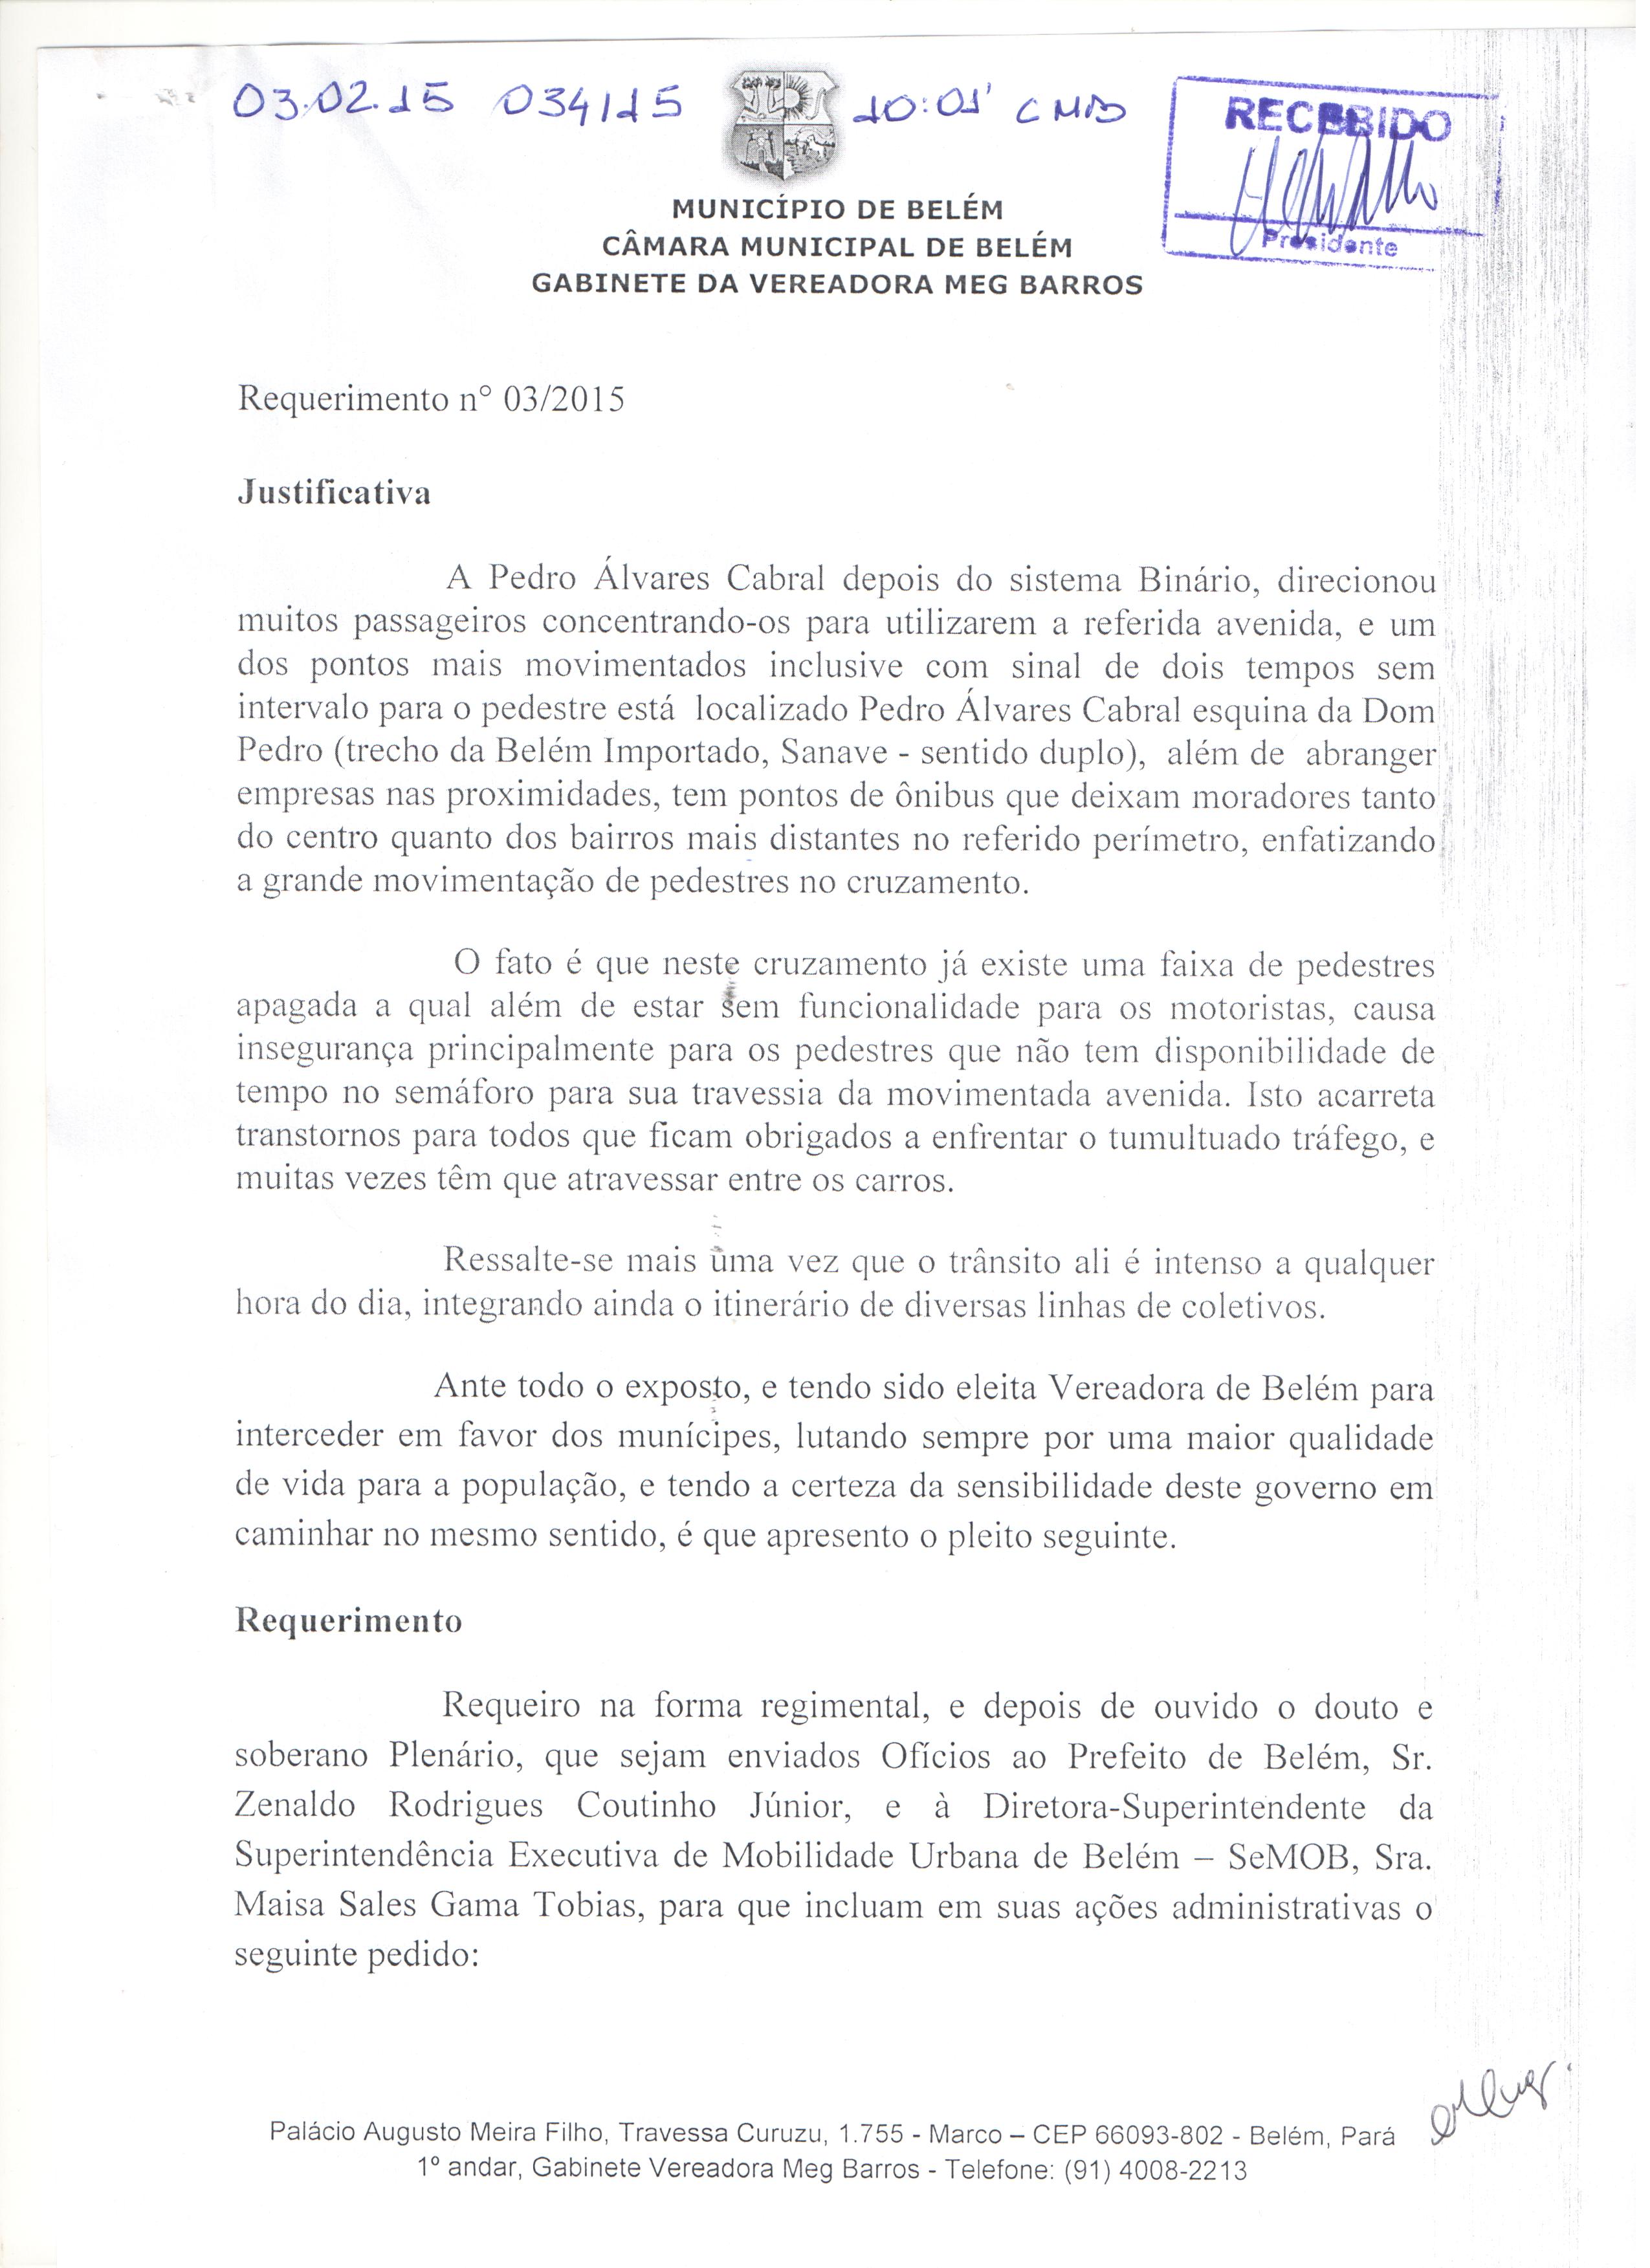 03.02.15 034/15 10:01' CMB
RECEBIDO
Presidente
MUNICÍPIO DE BELÉM
CÂMARA MUNICIPAL DE BELÉM
GABINETE DA VEREADORA MEG BARROS
Requerimento n° 03/2015
Justificativa
A Pedro Álvares Cabral depois do sistema Binário, direcionou
muitos passageiros concentrando-os para utilizarem a referida avenida, e um
dos pontos mais movimentados inclusive com sinal de dois tempos sem
intervalo para o pedestre está localizado Pedro Álvares Cabral esquina da Dom
Pedro (trecho da Belém Importado, Sanave - sentido duplo), além de abranger
empresas nas proximidades, tem pontos de ônibus que deixam moradores tanto
do centro quanto dos bairros mais distantes no referido perímetro, enfatizando
a grande movimentação de pedestres no cruzamento.
O fato é que neste cruzamento já existe uma faixa de pedestres
apagada a qual além de estar sem funcionalidade para os motoristas, causa
insegurança principalmente para os pedestres que não tem disponibilidade de
tempo no semáforo para sua travessia da movimentada avenida. Isto acarreta
transtornos para todos que ficam obrigados a enfrentar o tumultuado tráfego, e
muitas vezes têm que atravessar entre os carros.
Ressalte-se mais uma vez que o trânsito ali é intenso a qualquer
hora do dia, integrando ainda o itinerário de diversas linhas de coletivos.
Ante todo o exposto, e tendo sido eleita Vereadora de Belém para
interceder em favor dos munícipes, lutando sempre por uma maior qualidade
de vida para a população, e tendo a certeza da sensibilidade deste governo em
caminhar no mesmo sentido, é que apresento o pleito seguinte.
Requerimento
Requeiro na forma regimental, e depois de ouvido o douto e
soberano Plenário, que sejam enviados Ofícios ao Prefeito de Belém, Sr.
Zenaldo Rodrigues Coutinho Júnior, e à Diretora-Superintendente da
Superintendência Executiva de Mobilidade Urbana de Belém – SeMOB, Sra.
Maisa Sales Gama Tobias, para que incluam em suas ações administrativas o
seguinte pedido:
Palácio Augusto Meira Filho, Travessa Curuzu, 1.755 - Marco – CEP 66093-802 - Belém, Pará
1º andar, Gabinete Vereadora Meg Barros - Telefone: (91) 4008-2213